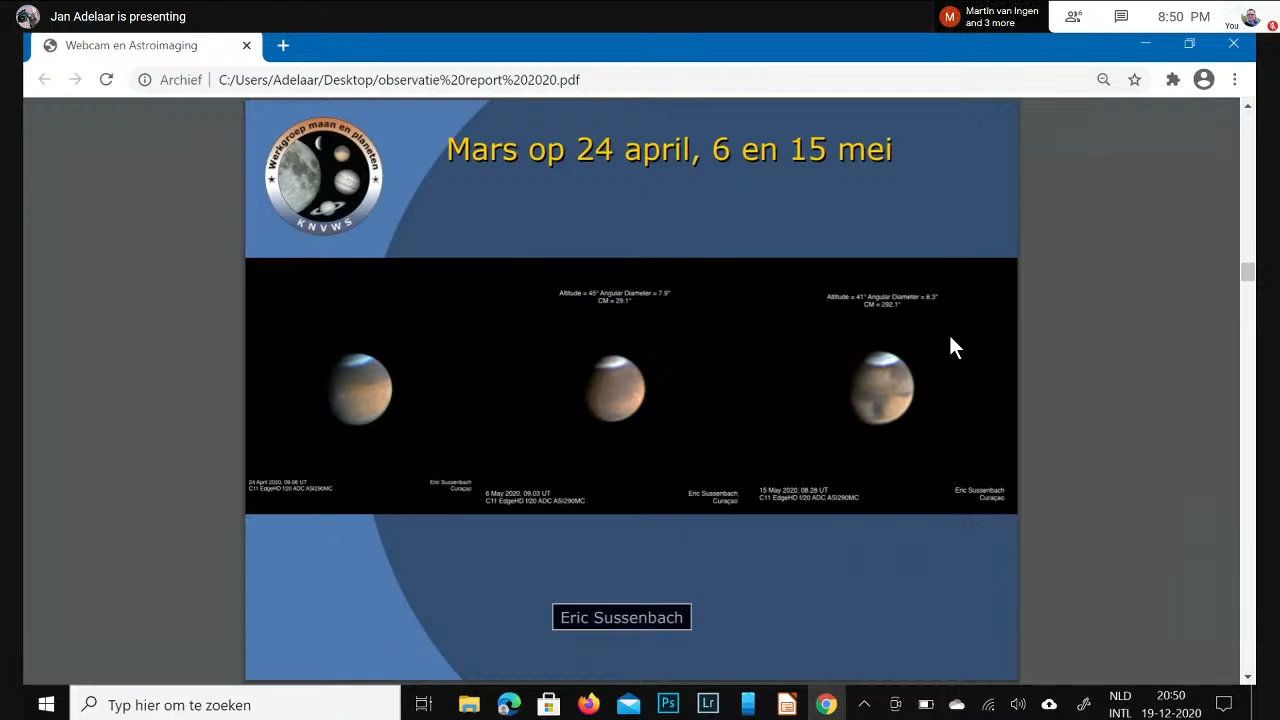 Jan Adelaar is presenting
M
Martin van Ingen
and 3 more
6
8:50 PM
You
Webcam en Astroimaging
Archief
C:/Users/Adelaar/Desktop/observatie%20report%202020.pdf
Werkgroep maan en planeten
KNVWS
Mars op 24 april, 6 en 15 mei
Altitude = 45° Angular Diameter = 7.9"
CM = 29.1°
Altitude = 41° Angular Diameter = 8.3"
CM = 292.1°
24 April 2020, 09.06 UT
C11 EdgeHD f/20 ADC ASI290MC
Eric Sussenbach
Curaçao
6 May 2020, 09.03 UT
C11 EdgeHD f/20 ADC ASI290MC
Eric Sussenbach
Curaçao
15 May 2020, 08.28 UT
C11 EdgeHD f/20 ADC ASI290MC
Eric Sussenbach
Curaçao
Eric Sussenbach
Typ hier om te zoeken
Ps
Lr
NLD
INTL
20:50
19-12-2020